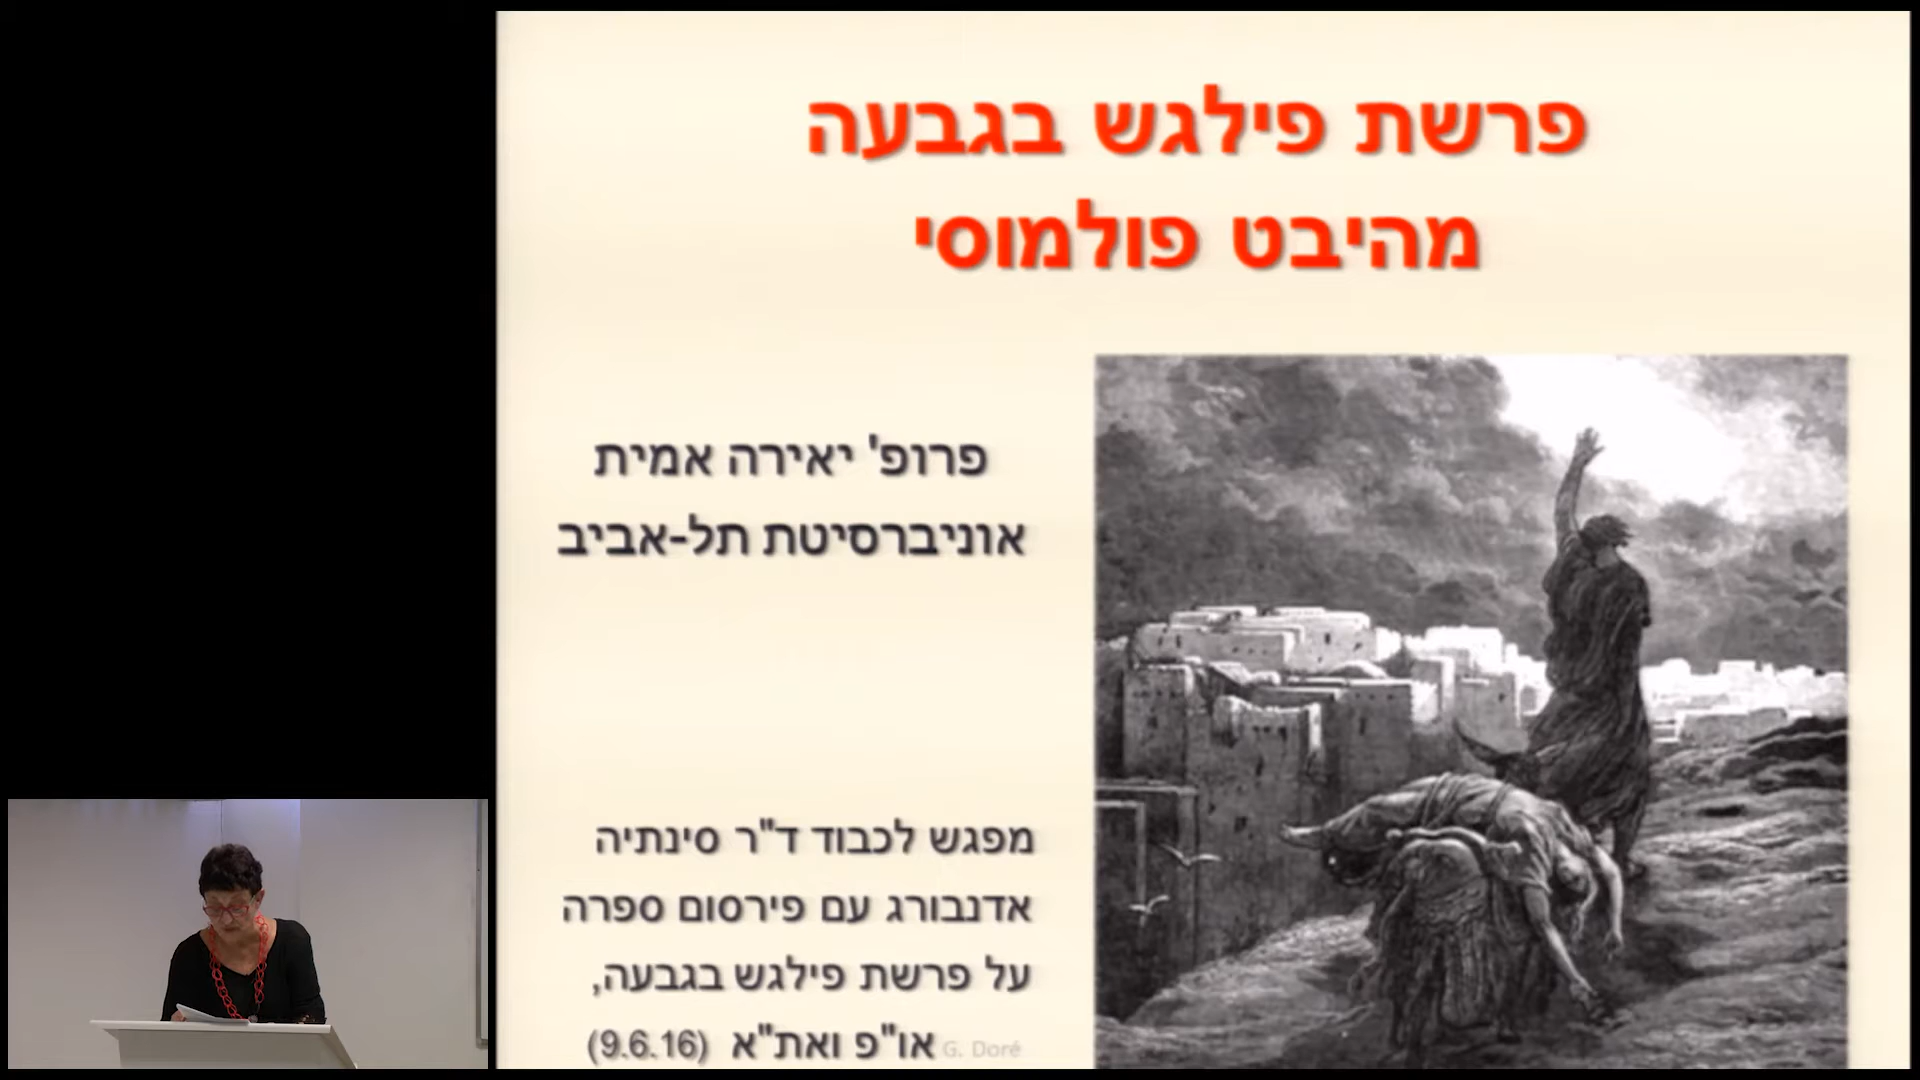 פרשת פילגש בגבעה
מהיבט פולמוסי
פרופ' יאירה אמית
אוניברסיטת תל-אביב
מפגש לכבוד ד"ר סינתיה
אדנבורג עם פירסום ספרה
על פרשת פילגש בגבעה,
או"פ ואת"א (9.6.16)
G. Doré